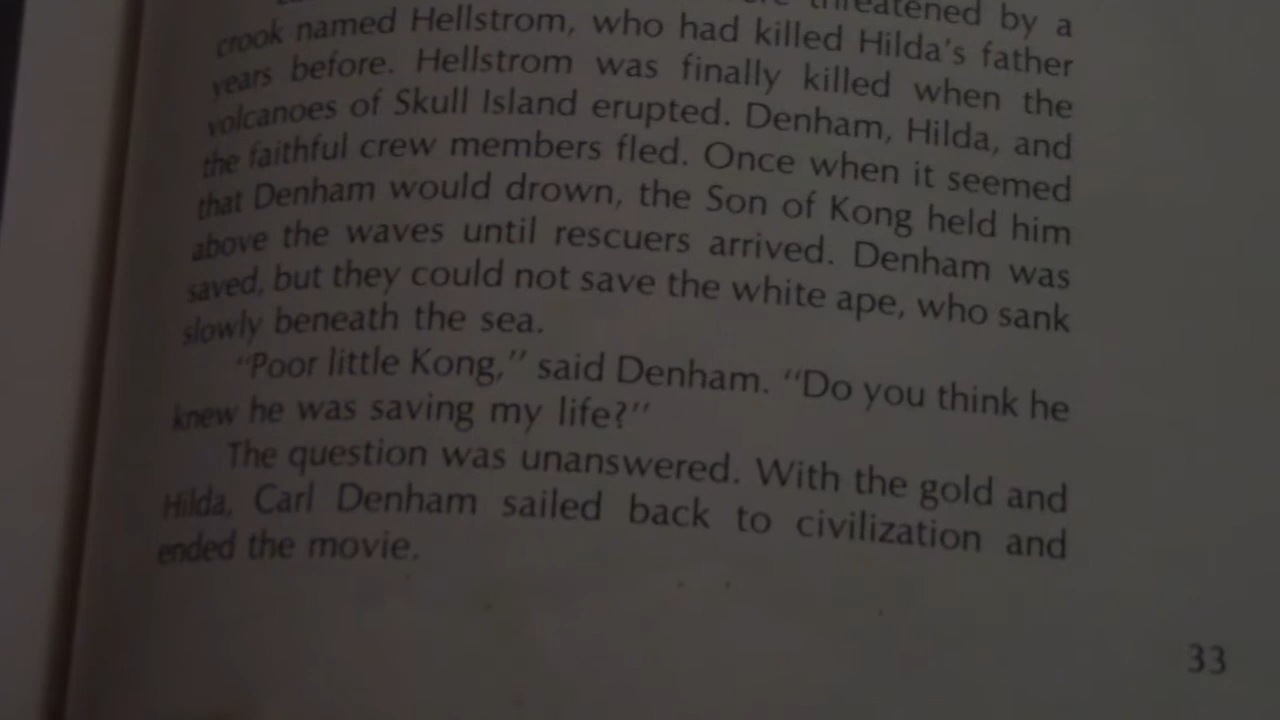 threatened by a
crook named Hellstrom, who had killed Hilda's father
years before. Hellstrom was finally killed when the
volcanoes of Skull Island erupted. Denham, Hilda, and
the faithful crew members fled. Once when it seemed
that Denham would drown, the Son of Kong held him
above the waves until rescuers arrived. Denham was
saved, but they could not save the white ape, who sank
slowly beneath the sea.
"Poor little Kong," said Denham. "Do you think he
knew he was saving my life?"
The question was unanswered. With the gold and
Hilda, Carl Denham sailed back to civilization and
ended the movie.
33